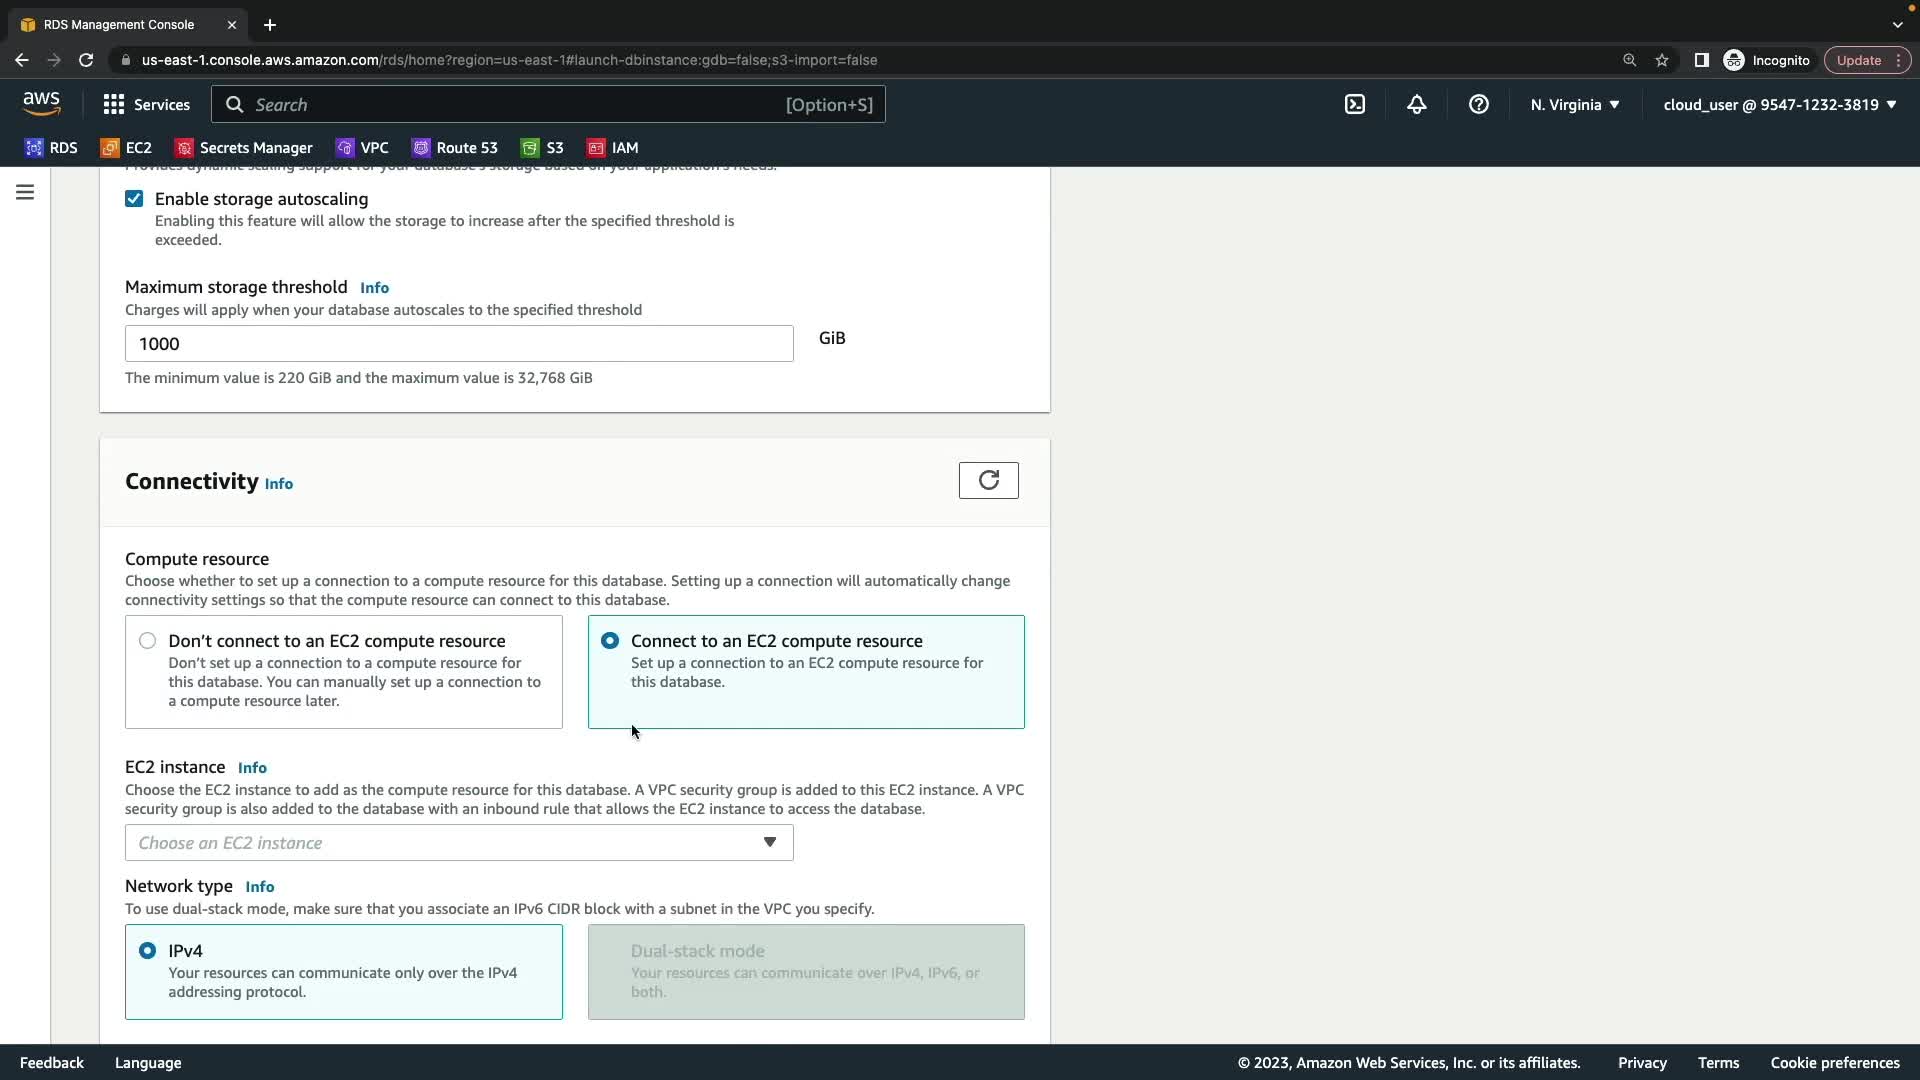 RDS Management Console
us-east-1.console.aws.amazon.com/rds/home?region=us-east-1#launch-dbinstance:gdb=false;s3-import=false
Incognito
Update
aws
Services
Search
[Option+S]
N. Virginia
cloud_user @ 9547-1232-3819
RDS
EC2
Secrets Manager
VPC
Route 53
S3
IAM
Provides dynamic scaling support for your database's storage based on your application's needs.
Enable storage autoscaling
Enabling this feature will allow the storage to increase after the specified threshold is
exceeded.
Maximum storage threshold Info
Charges will apply when your database autoscales to the specified threshold
1000
GiB
The minimum value is 220 GiB and the maximum value is 32,768 GiB
Connectivity Info
Compute resource
Choose whether to set up a connection to a compute resource for this database. Setting up a connection will automatically change
connectivity settings so that the compute resource can connect to this database.
Don't connect to an EC2 compute resource
Don't set up a connection to a compute resource for
this database. You can manually set up a connection to
a compute resource later.
Connect to an EC2 compute resource
Set up a connection to an EC2 compute resource for
this database.
EC2 instance Info
Choose the EC2 instance to add as the compute resource for this database. A VPC security group is added to this EC2 instance. A VPC
security group is also added to the database with an inbound rule that allows the EC2 instance to access the database.
Choose an EC2 instance
Network type Info
To use dual-stack mode, make sure that you associate an IPv6 CIDR block with a subnet in the VPC you specify.
IPv4
Your resources can communicate only over the IPv4
addressing protocol.
Dual-stack mode
Your resources can communicate over IPv4, IPv6, or
both.
Feedback
Language
© 2023, Amazon Web Services, Inc. or its affiliates.
Privacy
Terms
Cookie preferences